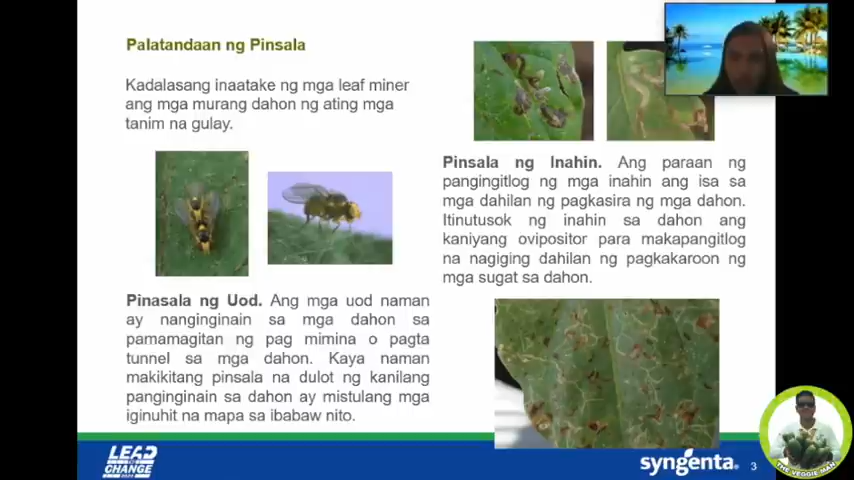 Palatandaan ng Pinsala
Kadalasang inaatake ng mga leaf miner
ang mga murang dahon ng ating mga
tanim na gulay.
Pinasala ng Uod. Ang mga uod naman
ay nanginginain sa mga dahon sa
pamamagitan ng pag mimina o pagta
tunnel sa mga dahon. Kaya naman
makikitang pinsala na dulot ng kanilang
panginginain sa dahon ay mistulang mga
iginuhit na mapa sa ibabaw nito.
Pinsala ng Inahin. Ang paraan ng
pangingitlog ng mga inahin ang isa sa
mga dahilan ng pagkasira ng mga dahon.
Itinutusok ng inahin sa dahon ang
kaniyang ovipositor para makapangitlog
na nagiging dahilan ng pagkakaroon ng
mga sugat sa dahon.
LEAD
CHANGE
syngenta.
3
THE VEGGIE MAN